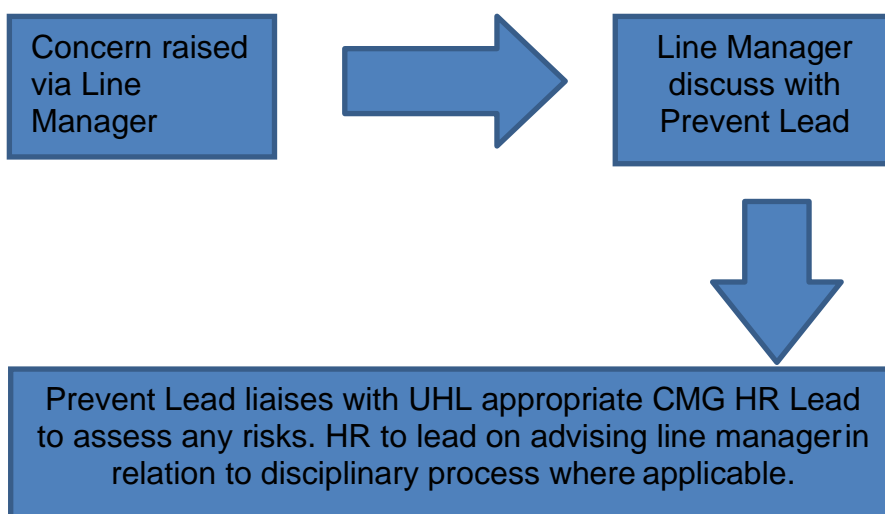 Concern raised
via Line
Manager
Line Manager
discuss with
Prevent Lead
Prevent Lead liaises with UHL appropriate CMG HR Lead
to assess any risks. HR to lead on advising line managerin
relation to disciplinary process where applicable.